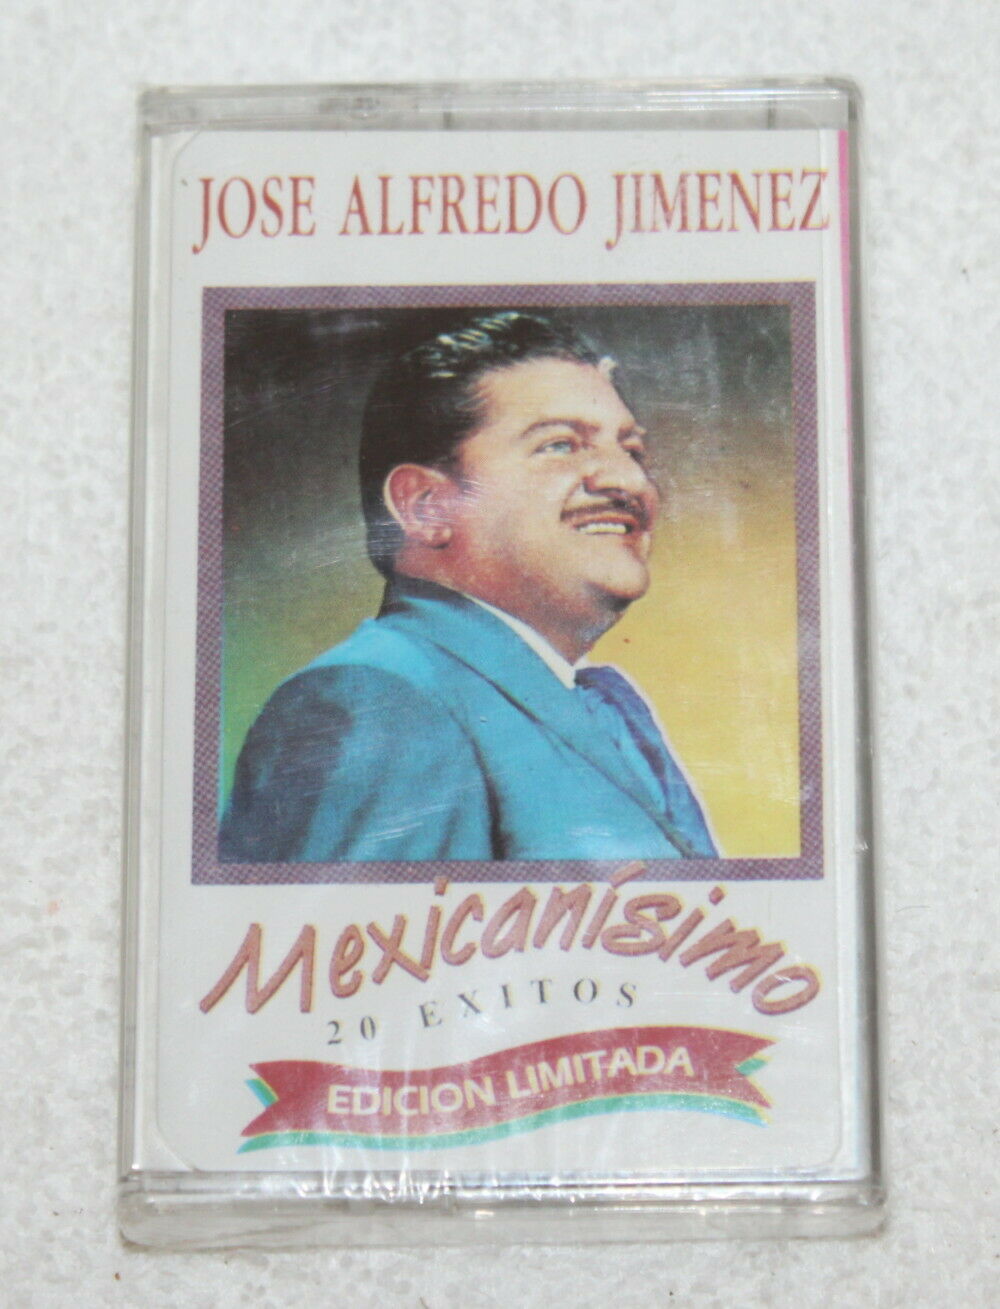 JOSE ALFREDO JIMENEZ
Mexicanísimo
20 EXITOS
EDICION LIMITADA